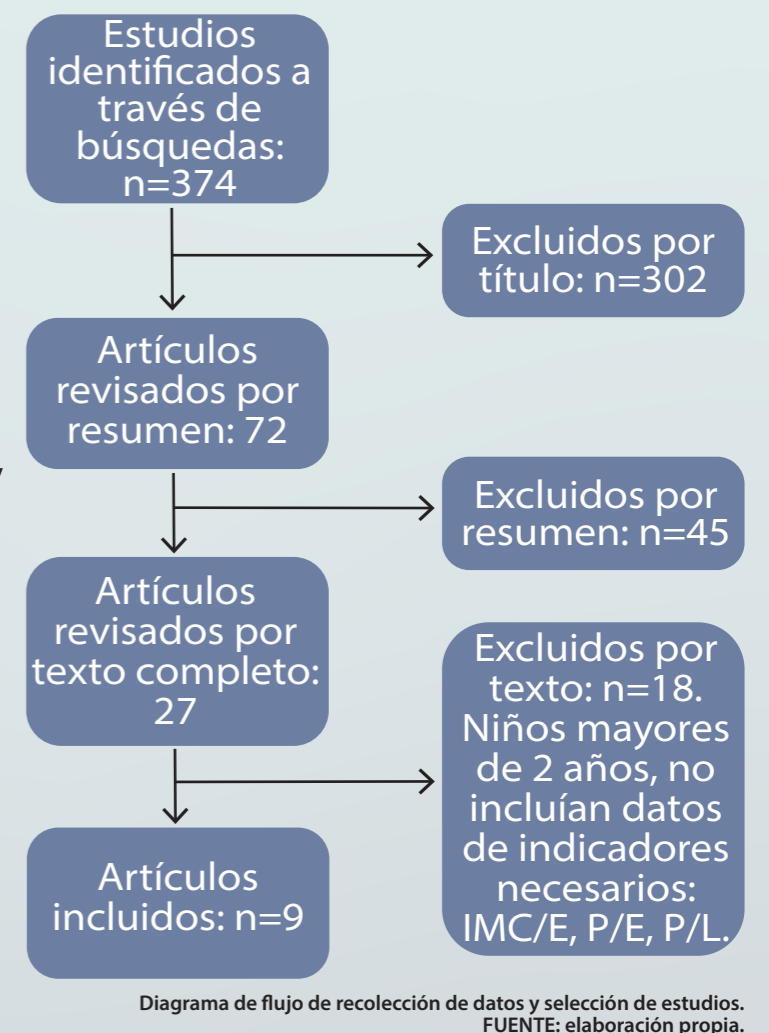 Estudios
identificados a
través de
búsquedas:
n=374
Excluidos por
título: n=302
Artículos
revisados por
resumen: 72
Excluidos por
resumen: n=45
Artículos
revisados por
texto completo:
27
Excluidos por
texto: n=18.
Niños mayores
de 2 años, no
incluían datos
de indicadores
necesarios:
IMC/E, P/E, P/L.
Artículos
incluidos: n=9
Diagrama de flujo de recolección de datos y selección de estudios.
FUENTE: elaboración propia.